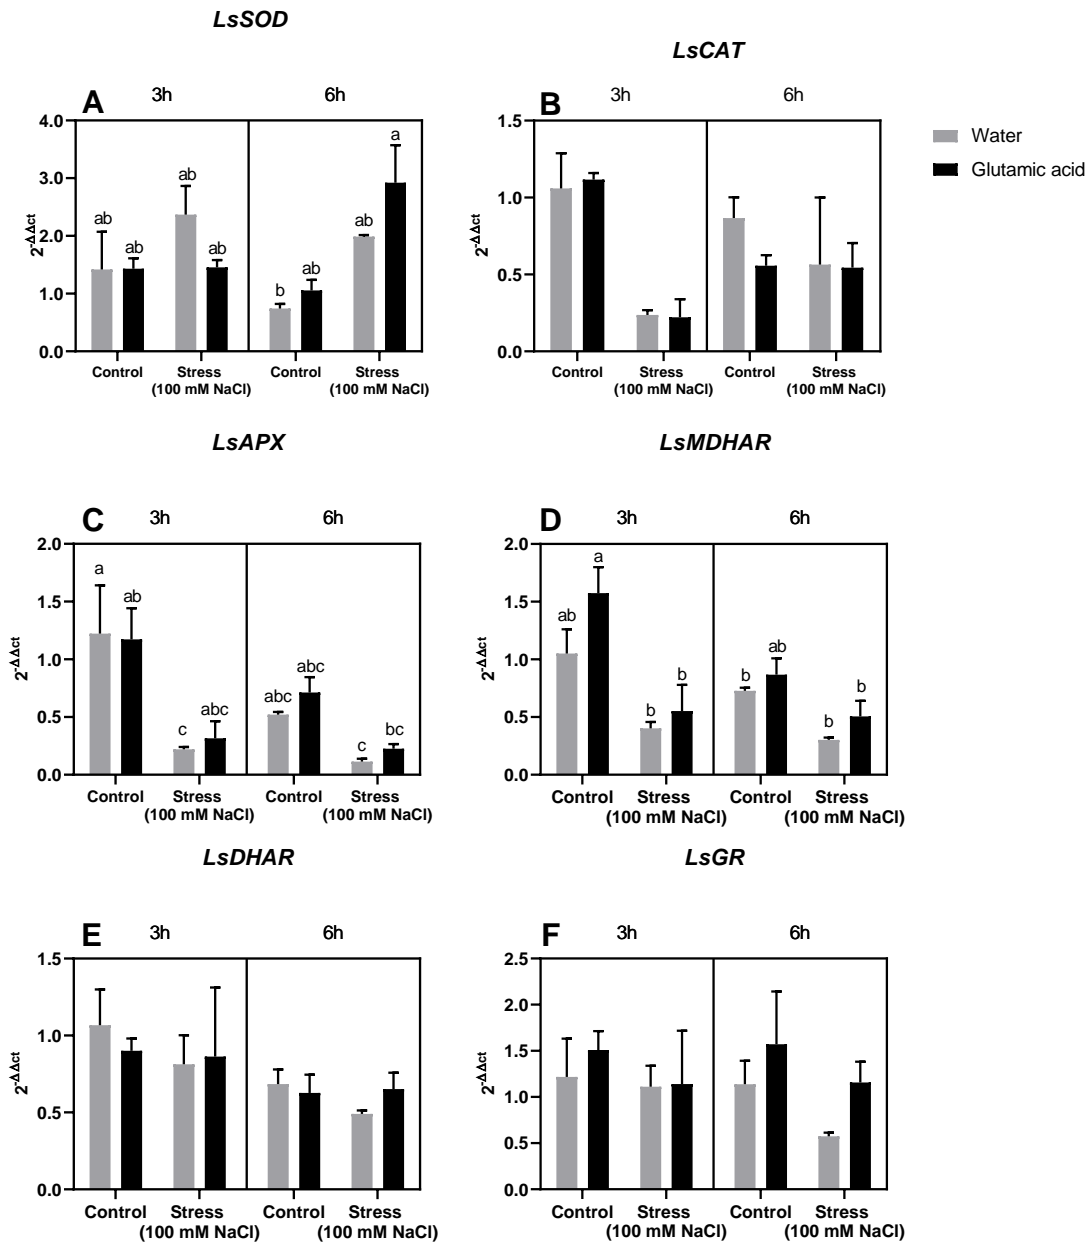 LsSOD
A
3h
6h
4.0
3.0
2.0
1.0
0.0
2-ΔΔct
ab
ab
ab
ab
b
ab
ab
a
Control
Stress
(100 mM NaCl)
Control
Stress
(100 mM NaCl)
LsCAT
B
3h
6h
1.5
1.0
0.5
0.0
2-ΔΔct
Control
Stress
(100 mM NaCl)
Control
Stress
(100 mM NaCl)
Water
Glutamic acid
LsAPX
C
3h
6h
2.0
1.5
1.0
0.5
0.0
2-ΔΔct
a
ab
c
abc
abc
abc
c
bc
Control
Stress
(100 mM NaCl)
Control
Stress
(100 mM NaCl)
LsMDHAR
D
3h
6h
2.0
1.5
1.0
0.5
0.0
2-ΔΔct
ab
a
b
b
b
ab
b
b
Control
Stress
(100 mM NaCl)
Control
Stress
(100 mM NaCl)
LsDHAR
E
3h
6h
1.5
1.0
0.5
0.0
2-ΔΔct
Control
Stress
(100 mM NaCl)
Control
Stress
(100 mM NaCl)
LsGR
F
3h
6h
2.5
2.0
1.5
1.0
0.5
0.0
2-ΔΔct
Control
Stress
(100 mM NaCl)
Control
Stress
(100 mM NaCl)